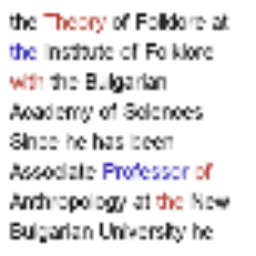 the Theory of Folklore at
the Institute of Folklore
with the Bulgarian
Academy of Sciences
Since he has been
Associate Professor of
Anthropology at the New
Bulgarian University he